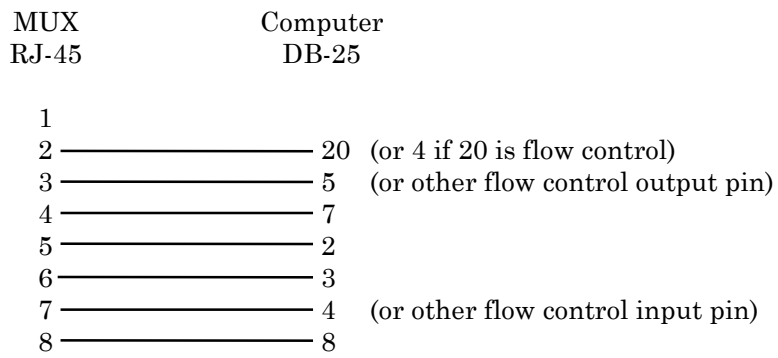 MUX Computer
RJ-45 DB-25
1
2 20 (or 4 if 20 is flow control)
3 5 (or other flow control output pin)
4 7
5 2
6 3
7 4 (or other flow control input pin)
8 8